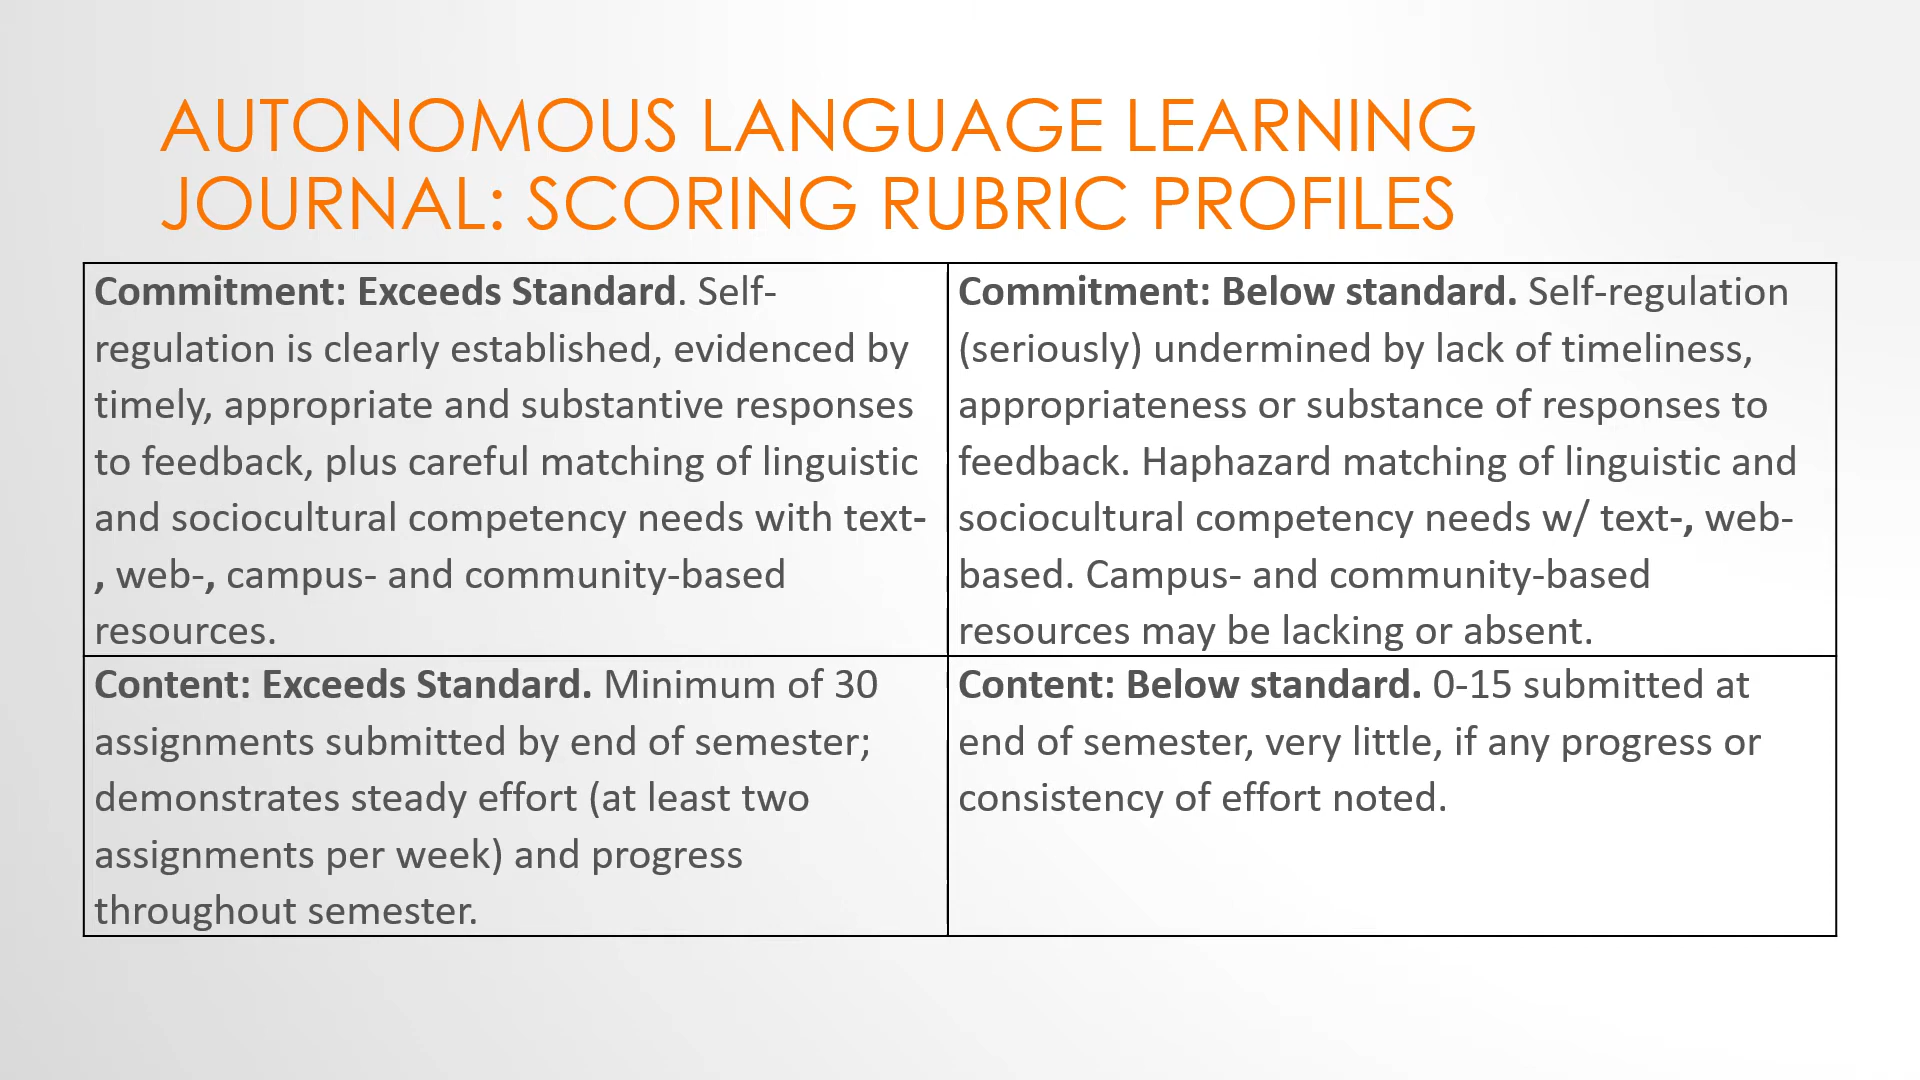 AUTONOMOUS LANGUAGE LEARNING
JOURNAL: SCORING RUBRIC PROFILES
Commitment: Exceeds Standard. Self-
regulation is clearly established, evidenced by
timely, appropriate and substantive responses
to feedback, plus careful matching of linguistic
and sociocultural competency needs with text-
, web-, campus- and community-based
resources.
Commitment: Below standard. Self-regulation
(seriously) undermined by lack of timeliness,
appropriateness or substance of responses to
feedback. Haphazard matching of linguistic and
sociocultural competency needs w/ text-, web-
based. Campus- and community-based
resources may be lacking or absent.
Content: Exceeds Standard. Minimum of 30
assignments submitted by end of semester;
demonstrates steady effort (at least two
assignments per week) and progress
throughout semester.
Content: Below standard. 0-15 submitted at
end of semester, very little, if any progress or
consistency of effort noted.